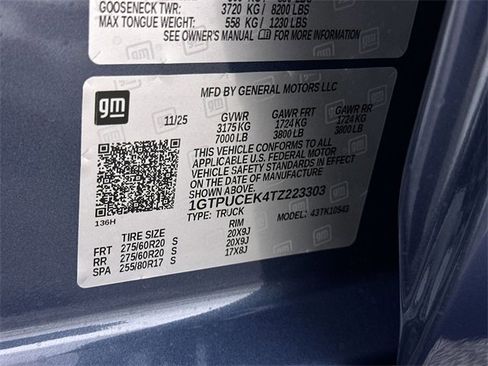 GOOSENECK TWR: 3720 KG / 8200 LBS
MAX TONGUE WEIGHT: 558 KG / 1230 LBS
SEE OWNER'S MANUAL FOR MORE INFORMATION
gm
MFD BY GENERAL MOTORS LLC
11/25 GVWR GAWR FRT GAWR RR
3175 KG 1724 KG 1724 KG
7000 LB 3800 LB 3800 LB
THIS VEHICLE CONFORMS TO ALL
APPLICABLE U.S. FEDERAL MOTOR
VEHICLE SAFETY STANDARDS IN
EFFECT ON THE DATE OF
MANUFACTURE SHOWN ABOVE.
1GTPUCEK4TZ223303
TYPE: TRUCK MODEL: 43TK10543
136H
TIRE SIZE RIM
FRT 275/60R20 S 20X9J
RR 275/60R20 S 20X9J
SPA 255/80R17 S 17X8J